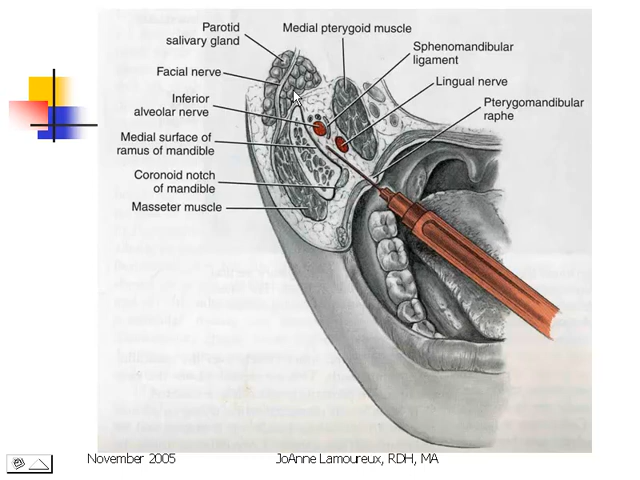 Parotid
salivary gland
Medial pterygoid muscle
Sphenomandibular
ligament
Facial nerve
Lingual nerve
Inferior
alveolar nerve
Pterygomandibular
raphe
Medial surface of
ramus of mandible
Coronoid notch
of mandible
Masseter muscle
November 2005
JoAnne Lamoureux, RDH, MA